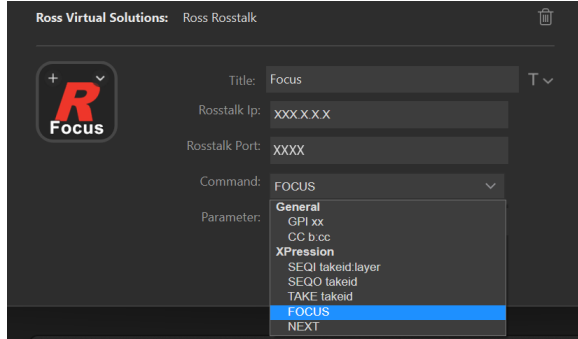 Ross Virtual Solutions: Ross Rosstalk
R
Focus
Title: Focus
T
Rosstalk Ip: XXX.X.X.X
Rosstalk Port: XXXX
Command: FOCUS
Parameter:
General
GPI xx
CC b:cc
XPression
SEQI takeid:layer
SEQO takeid
TAKE takeid
FOCUS
NEXT